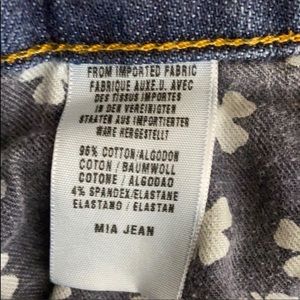 FROM IMPORTED FABRIC
FABRIQUE AUX E.U. AVEC
DES TISSUS IMPORTES
IN DEN VEREINIGTEN
STAATEN AUS IMPORTIERTER
WARE HERGESTELLT
96% COTTON/ALGODON
COTON / BAUMWOLL
COTONE / ALGODAO
4% SPANDEX/ELASTANE
ELASTANO / ELASTAN
MIA JEAN